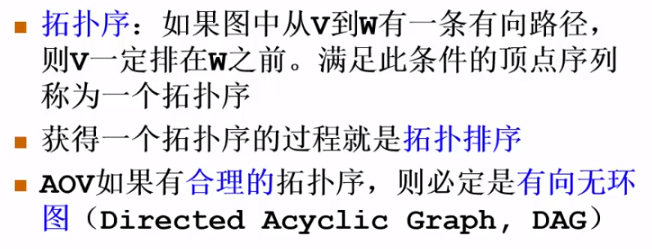 拓扑序：如果图中从V到W有一条有向路径，
则V一定排在W之前。满足此条件的顶点序列
称为一个拓扑序
获得一个拓扑序的过程就是拓扑排序
AOV如果有合理的拓扑序，则必定是有向无环
图（Directed Acyclic Graph, DAG）